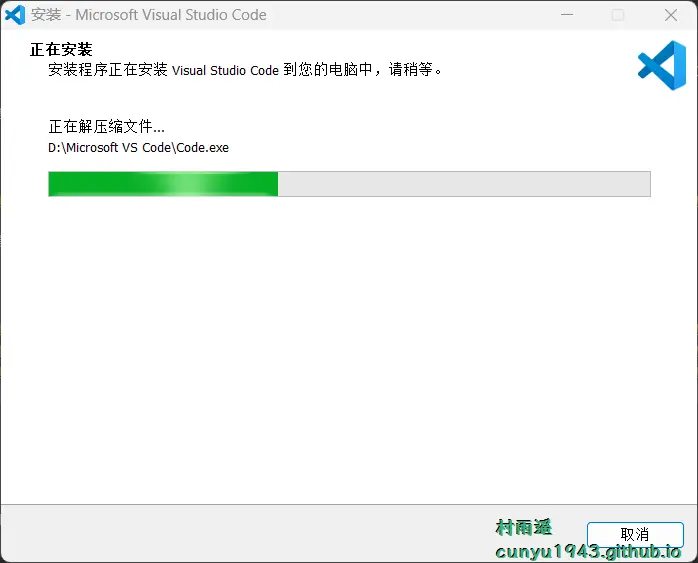 安装 - Microsoft Visual Studio Code
正在安装
安装程序正在安装 Visual Studio Code 到您的电脑中，请稍等。
正在解压缩文件...
D:\Microsoft VS Code\Code.exe
村雨遥
取消
cunyu1943.github.io